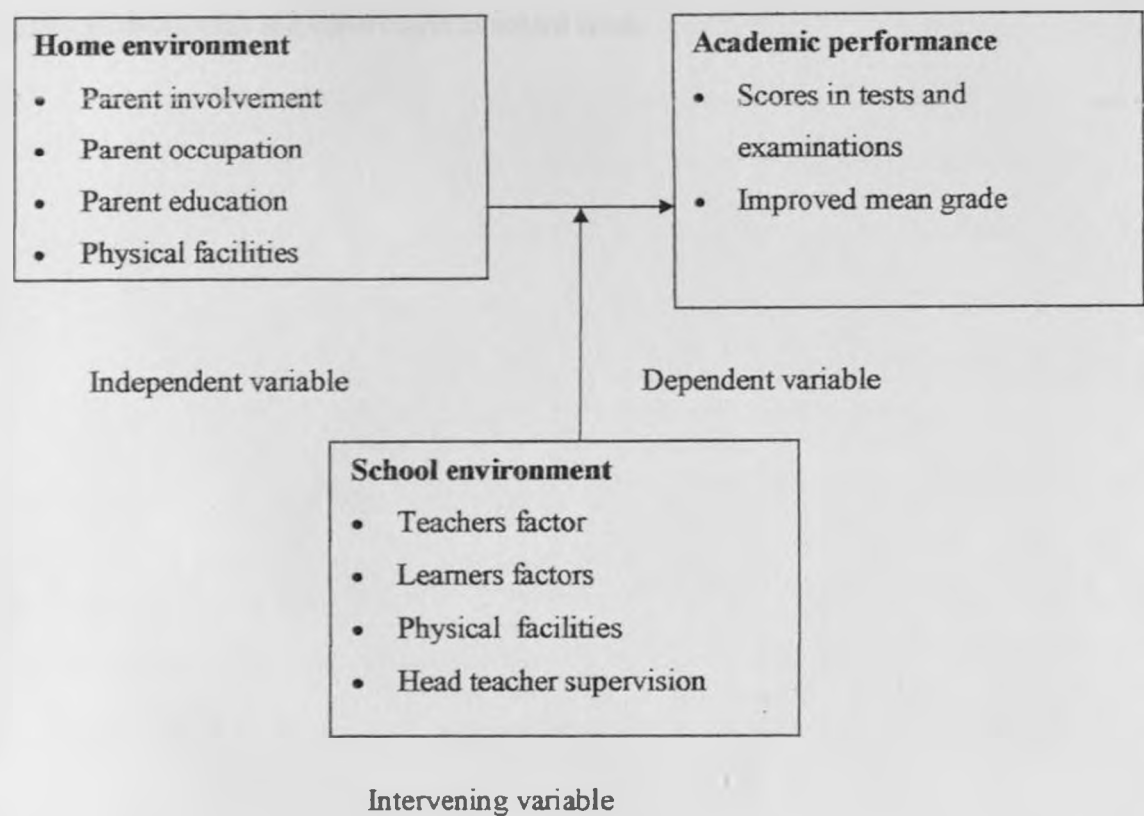 Home environment
• Parent involvement
• Parent occupation
• Parent education
• Physical facilities
Academic performance
• Scores in tests and
examinations
• Improved mean grade
Independent variable
Dependent variable
School environment
• Teachers factor
• Learners factors
• Physical facilities
• Head teacher supervision
Intervening variable